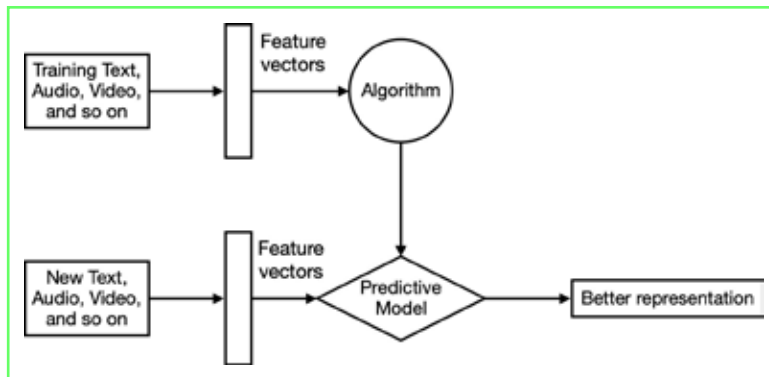 Training Text,
Audio, Video,
and so on
Feature
vectors
Algorithm
New Text,
Audio, Video,
and so on
Feature
vectors
Predictive
Model
Better representation